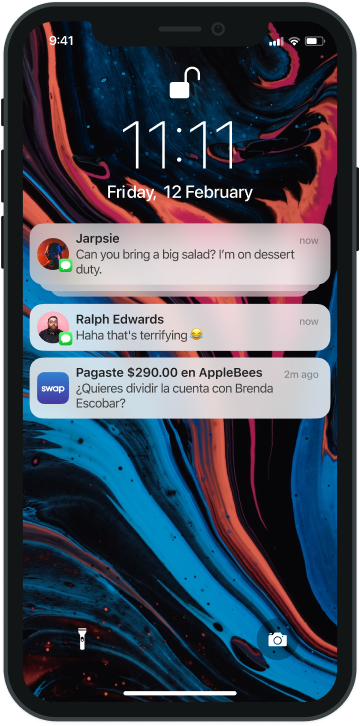 9:41
11:11
Friday, 12 February
Jarpsie
now
Can you bring a big salad? I'm on dessert
duty.
Ralph Edwards
now
Haha that's terrifying 😂
swap
Pagaste $290.00 en AppleBees
2m ago
¿Quieres dividir la cuenta con Brenda
Escobar?